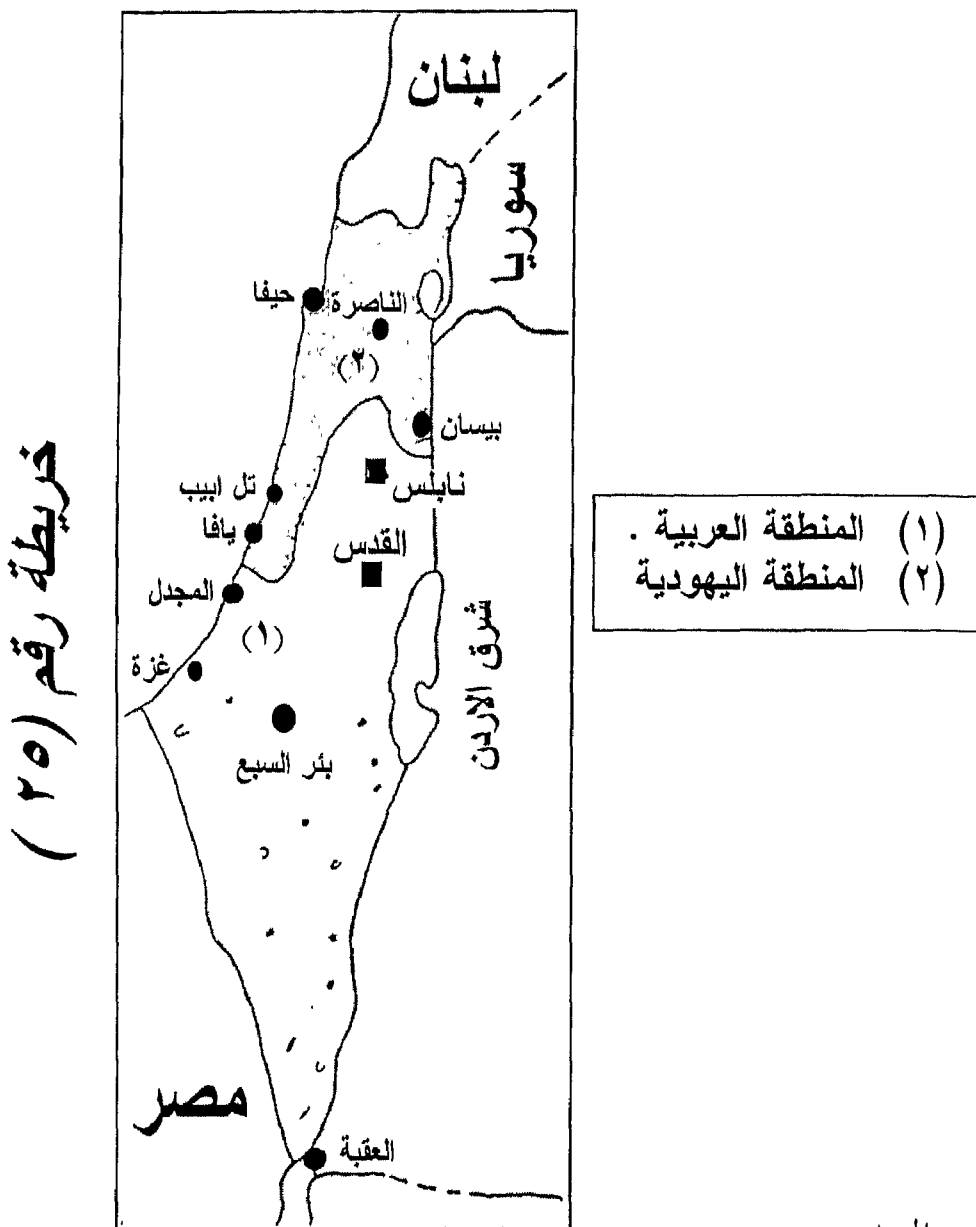 خريطة رقم (٢٥)
لبنان
سوريا
حيفا
الناصرة
(٢)
بيسان
تل ابيب
نابلس
يافا
القدس
المجدل
(١)
شرق الاردن
غزة
بئر السبع
مصر
العقبة
(١) المنطقة العربية .
(٢) المنطقة اليهودية